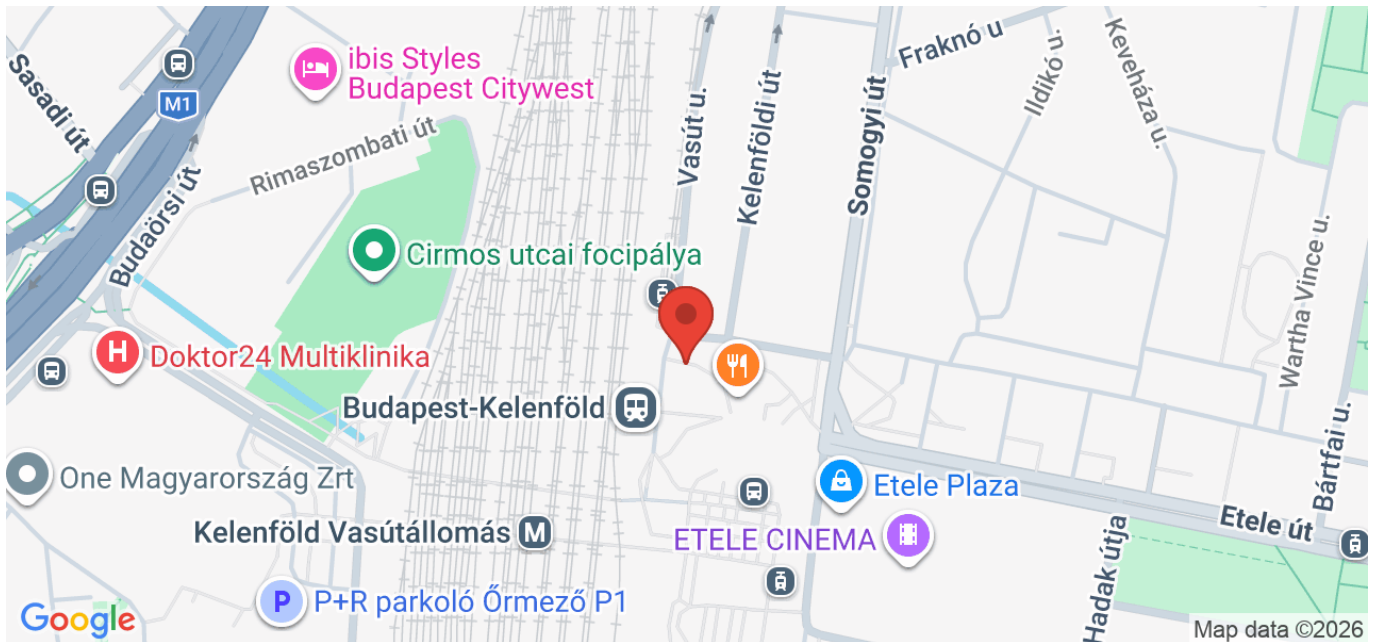 Fraknó u
Ildikó u.
Keveháza u.
ibis Styles
Budapest Citywest
Sasadi út
M1
Vasút u.
Kelenföldi út
Somogyi út
Rimaszombati út
Budaörsi út
Cirmos utcai focipálya
Wartha Vince u.
H
Doktor24 Multiklinika
Budapest-Kelenföld
Bártfai u.
One Magyarország Zrt
Etele Plaza
Kelenföld Vasútállomás M
ETELE CINEMA
Etele út
Hadak útja
P
P+R parkoló Őrmező P1
Google
Map data ©2026